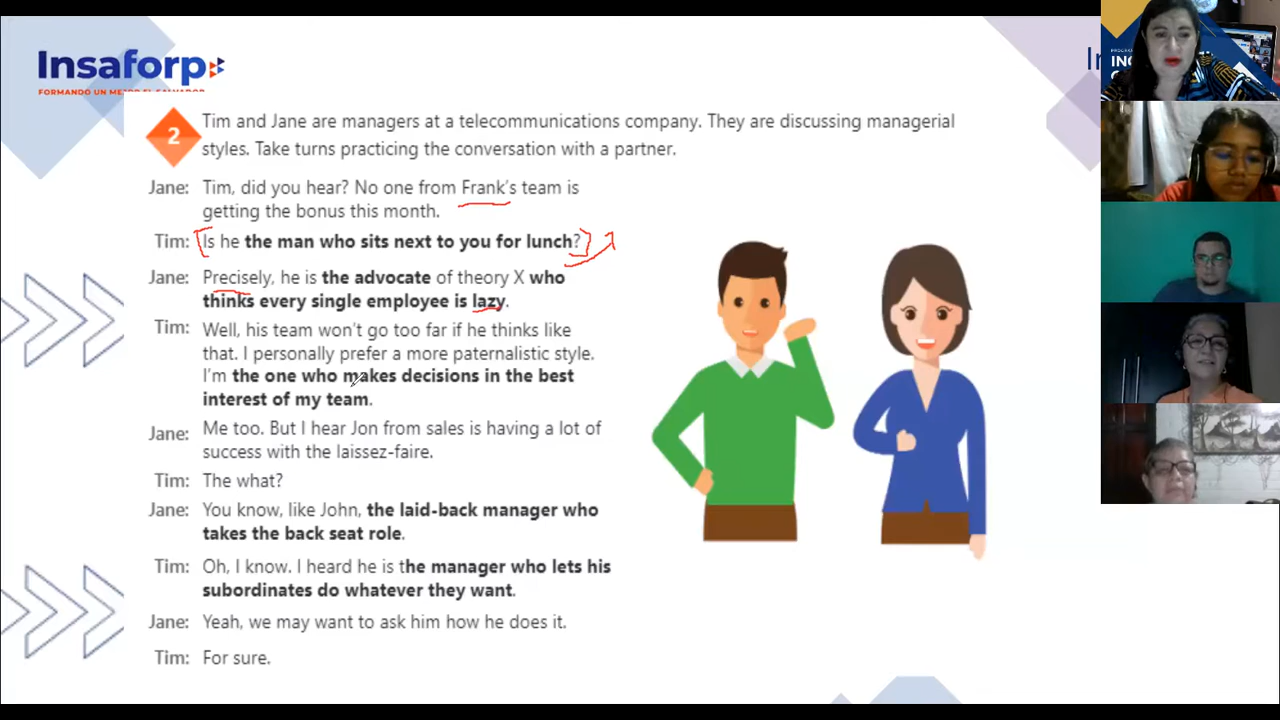 Insaforp
FORMANDO UN MEJOR EL SALVADOR
2
Tim and Jane are managers at a telecommunications company. They are discussing managerial
styles. Take turns practicing the conversation with a partner.
Jane: Tim, did you hear? No one from Frank's team is
getting the bonus this month.
Tim: Is he the man who sits next to you for lunch?
Jane: Precisely, he is the advocate of theory X who
thinks every single employee is lazy.
Tim: Well, his team won't go too far if he thinks like
that. I personally prefer a more paternalistic style.
I'm the one who makes decisions in the best
interest of my team.
Jane: Me too. But I hear Jon from sales is having a lot of
success with the laissez-faire.
Tim: The what?
Jane: You know, like John, the laid-back manager who
takes the back seat role.
Tim: Oh, I know. I heard he is the manager who lets his
subordinates do whatever they want.
Jane: Yeah, we may want to ask him how he does it.
Tim: For sure.